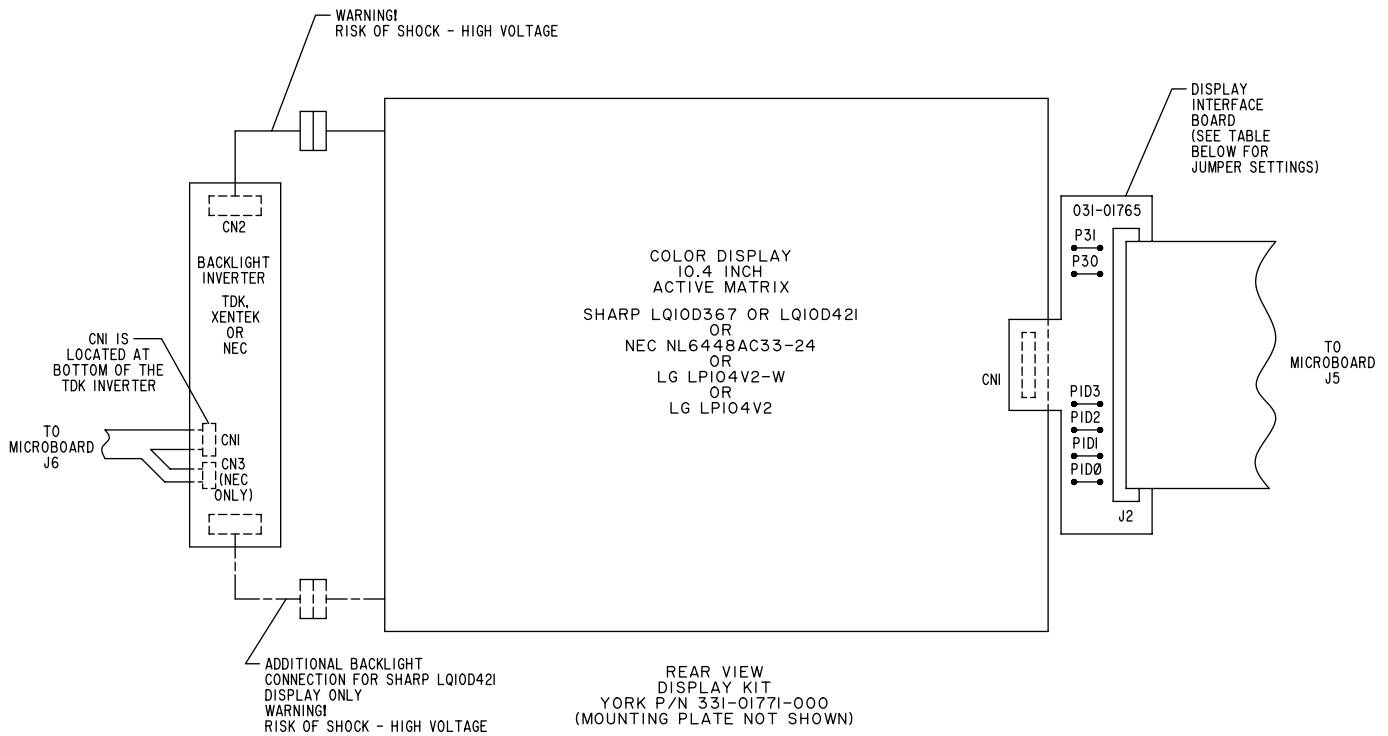 WARNING!
RISK OF SHOCK - HIGH VOLTAGE
DISPLAY
INTERFACE
BOARD
(SEE TABLE
BELOW FOR
JUMPER SETTINGS)
CN2
BACKLIGHT
INVERTER
TDK,
XENTEK
OR
NEC
CN1 IS
LOCATED AT
BOTTOM OF THE
TDK INVERTER
TO
MICROBOARD
J6
CN1
CN3
(NEC
ONLY)
COLOR DISPLAY
10.4 INCH
ACTIVE MATRIX
SHARP LQ10D367 OR LQ10D421
OR
NEC NL6448AC33-24
OR
LG LP104V2-W
OR
LG LP104V2
CN1
031-01765
P31
P30
PID3
PID2
PID1
PID0
J2
TO
MICROBOARD
J5
ADDITIONAL BACKLIGHT
CONNECTION FOR SHARP LQ10D421
DISPLAY ONLY
WARNING!
RISK OF SHOCK - HIGH VOLTAGE
REAR VIEW
DISPLAY KIT
YORK P/N 331-01771-000
(MOUNTING PLATE NOT SHOWN)